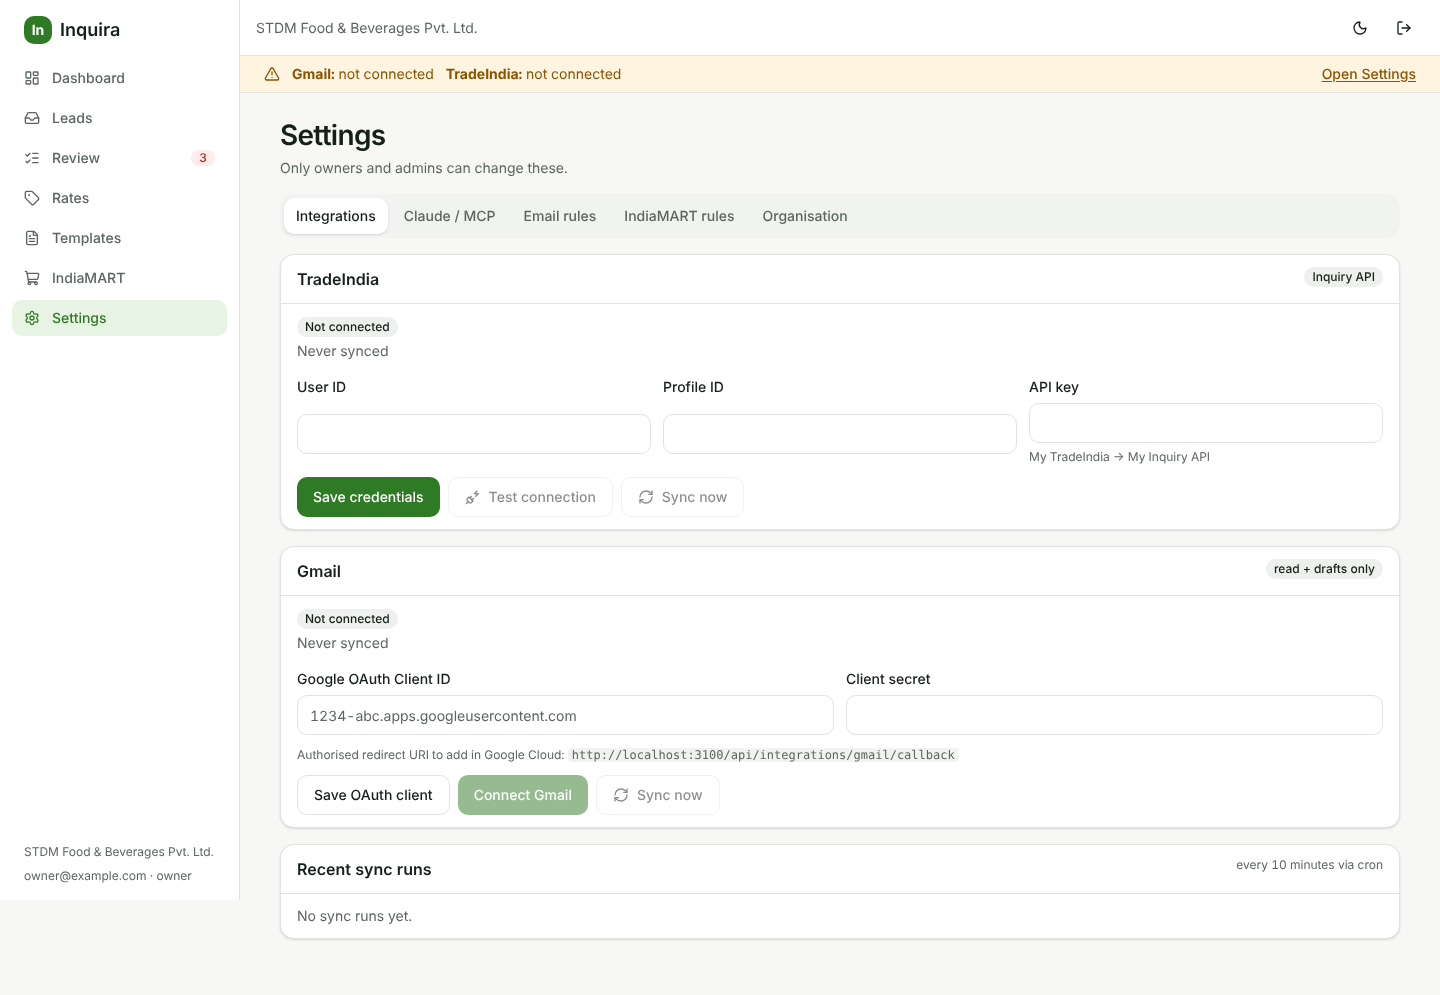 In Inquira
STDM Food & Beverages Pvt. Ltd.
Gmail: not connected TradeIndia: not connected Open Settings
Dashboard
Leads
Review 3
Rates
Templates
IndiaMART
Settings
STDM Food & Beverages Pvt. Ltd.
owner@example.com · owner
Settings
Only owners and admins can change these.
Integrations Claude / MCP Email rules IndiaMART rules Organisation
TradeIndia Inquiry API
Not connected
Never synced
User ID Profile ID API key
My TradeIndia → My Inquiry API
Save credentials Test connection Sync now
Gmail read + drafts only
Not connected
Never synced
Google OAuth Client ID Client secret
1234-abc.apps.googleusercontent.com
Authorised redirect URI to add in Google Cloud: http://localhost:3100/api/integrations/gmail/callback
Save OAuth client Connect Gmail Sync now
Recent sync runs every 10 minutes via cron
No sync runs yet.